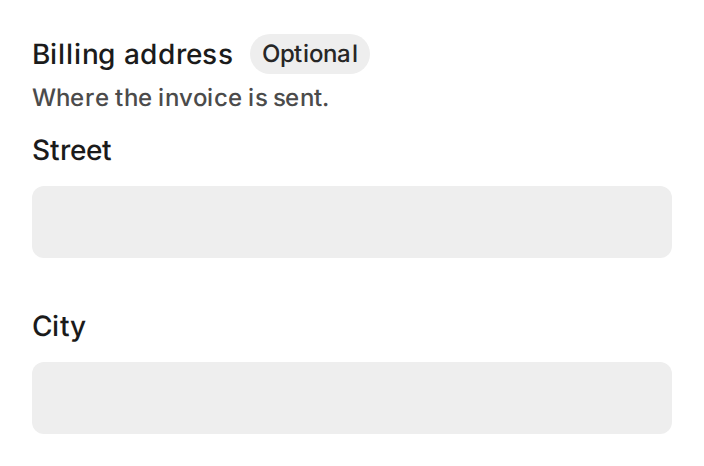 Billing address Optional
Where the invoice is sent.
Street
City